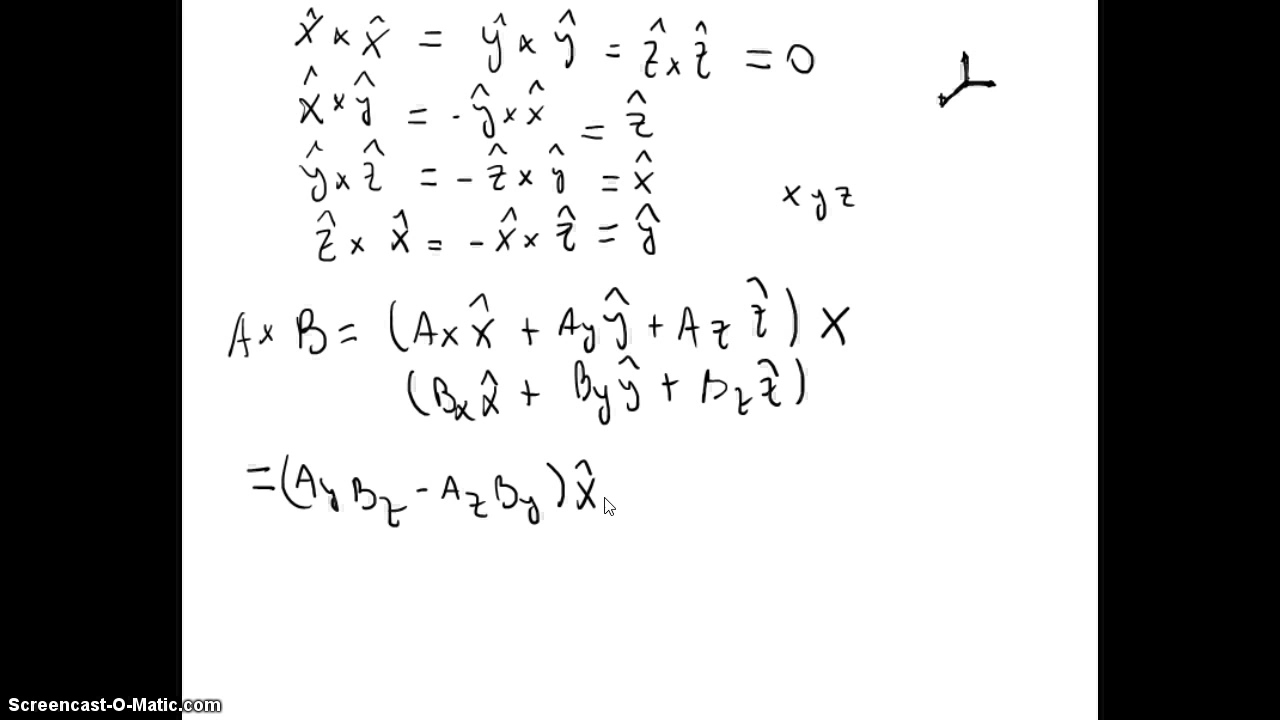 x̂ × x̂ = ŷ × ŷ = ẑ × ẑ = 0
x̂ × ŷ = - ŷ × x̂ = ẑ
ŷ × ẑ = - ẑ × ŷ = x̂
x y z
ẑ × x̂ = - x̂ × ẑ = ŷ
A × B = (Ax x̂ + Ay ŷ + Az ẑ) X
(Bx x̂ + By ŷ + Bz ẑ)
= (Ay Bz - Az By) x̂
Screencast-O-Matic.com